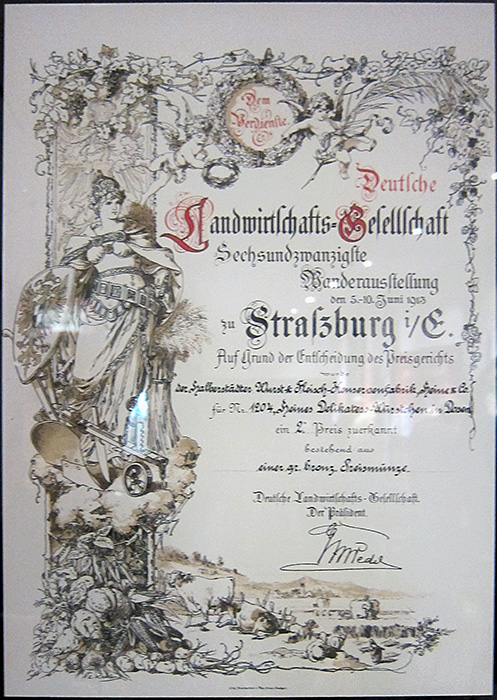 Dem
Verdienste
Deutsche
Landwirtschafts=Gesellschaft
Sechsundzwanzigste
Wanderausstellung
den 5.-10. Juni 1913
zu Straßburg i/E.
Auf Grund der Entscheidung des Preisgerichts
wurde
der Halberstädter Wurst & Fleisch-Conservenfabrik, Heine & Co.
für Nr. 1204, Heines Delikatess-Würstchen in Dosen
ein 2. Preis zuerkannt
bestehend aus
einer gr. bronz. Preismünze.
Deutsche Landwirtschafts-Gesellschaft.
Der Präsident.